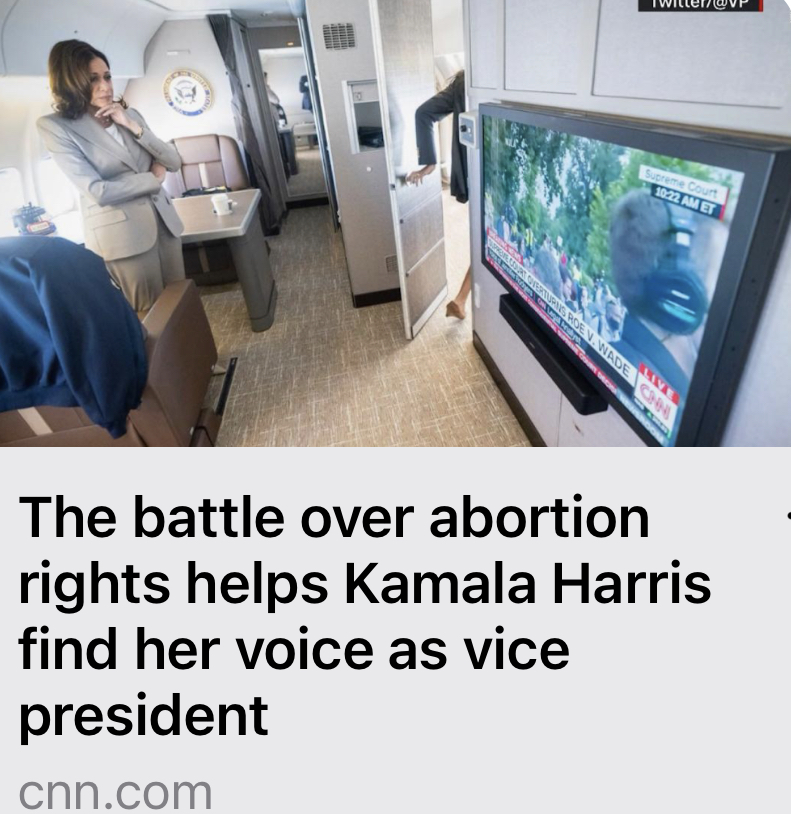 Twitter/@VP
Supreme Court
10:22 AM ET
SUPREME COURT OVERTURNS ROE V. WADE
LIVE
CNN
The battle over abortion
rights helps Kamala Harris
find her voice as vice
president
cnn.com